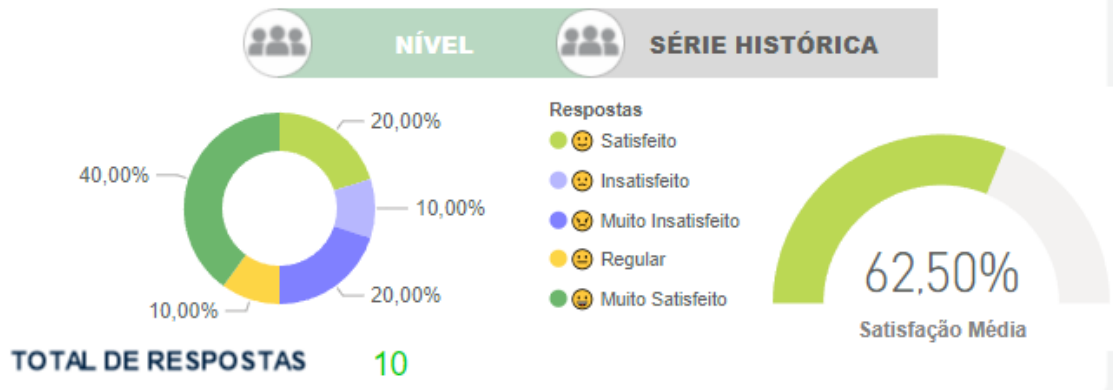 NÍVEL
SÉRIE HISTÓRICA
20,00%
40,00%
10,00%
20,00%
10,00%
Respostas
Satisfeito
Insatisfeito
Muito Insatisfeito
Regular
Muito Satisfeito
62,50%
Satisfação Média
TOTAL DE RESPOSTAS 10